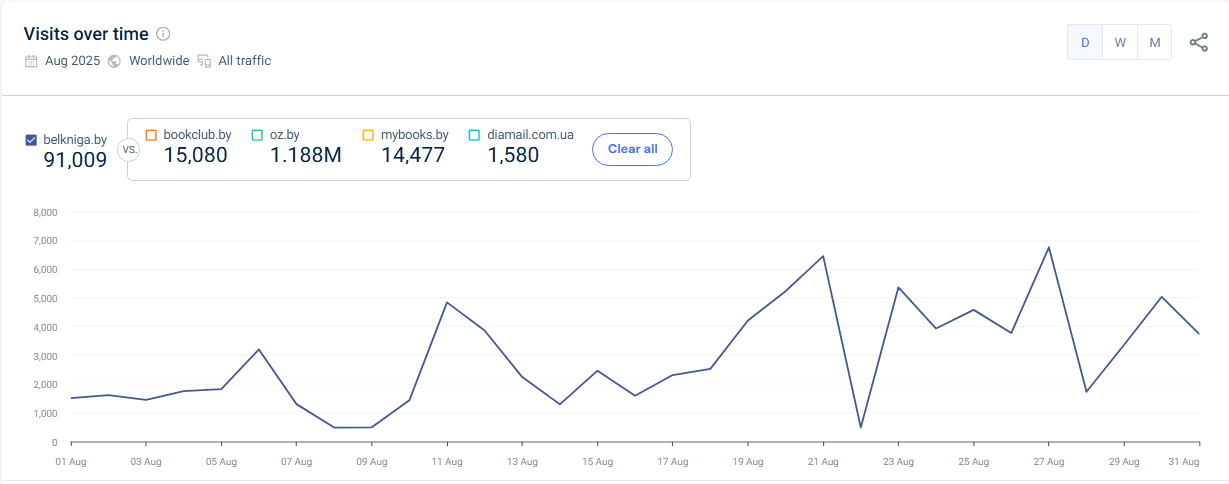 Visits over time
Aug 2025 Worldwide All traffic
D W M
belkniga.by
91,009
VS.
bookclub.by
15,080
oz.by
1.188M
mybooks.by
14,477
diamail.com.ua
1,580
Clear all
8,000
7,000
6,000
5,000
4,000
3,000
2,000
1,000
0
01 Aug 03 Aug 05 Aug 07 Aug 09 Aug 11 Aug 13 Aug 15 Aug 17 Aug 19 Aug 21 Aug 23 Aug 25 Aug 27 Aug 29 Aug 31 Aug